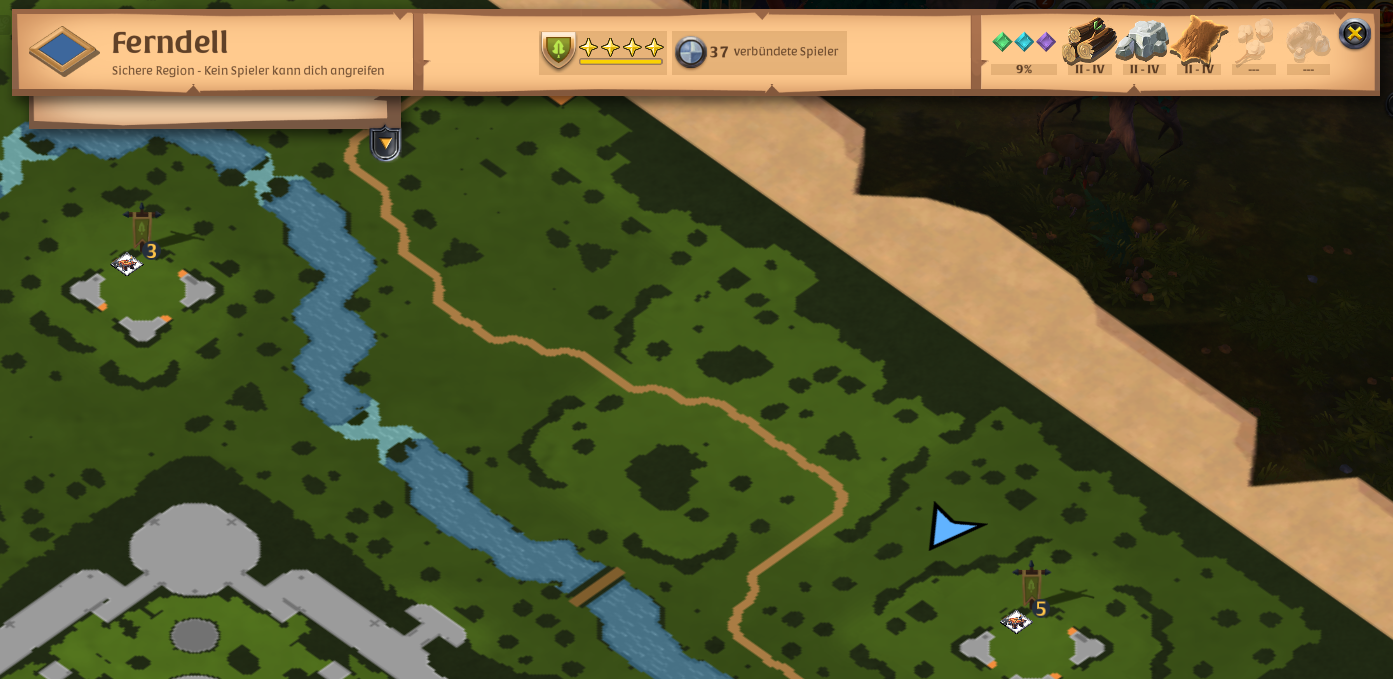 Ferndell
Sichere Region - Kein Spieler kann dich angreifen
37 verbündete Spieler
9%
II - IV
II - IV
II - IV
---
---
3
5